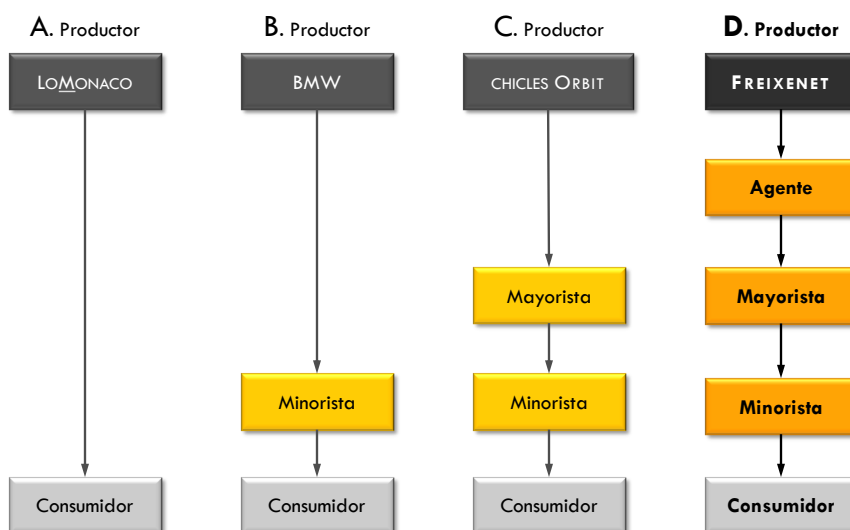 A. Productor
B. Productor
C. Productor
D. Productor
LOMONACO
BMW
CHICLES ORBIT
FREIXENET
Agente
Mayorista
Mayorista
Minorista
Minorista
Minorista
Consumidor
Consumidor
Consumidor
Consumidor